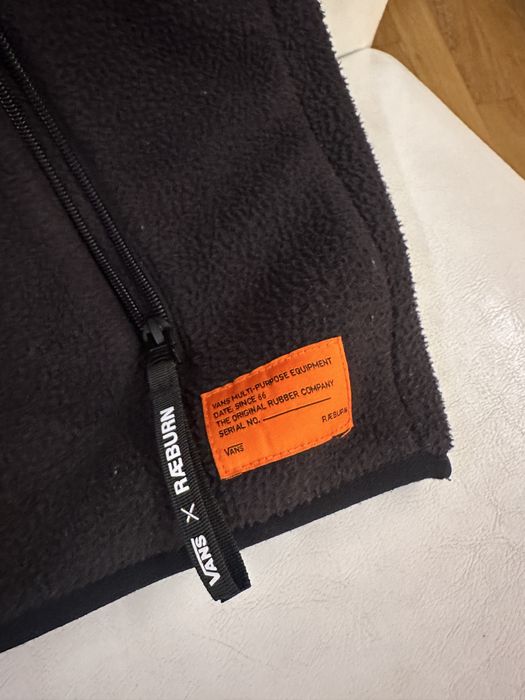 VANS MULTI-PURPOSE EQUIPMENT
DATE: SINCE 66
THE ORIGINAL RUBBER COMPANY
SERIAL NO.
VANS RÆBURN
VANS X RÆBURN